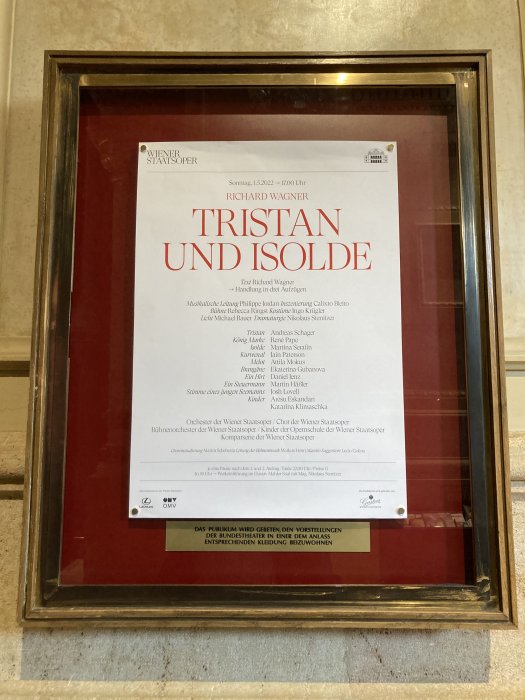 WIENER
STAATSOPER
Sonntag, 1.5.2022 → 17.00 Uhr
RICHARD WAGNER
TRISTAN
UND ISOLDE
Text Richard Wagner
→ Handlung in drei Aufzügen
Musikalische Leitung Philippe Jordan Inszenierung Calixto Bieito
Bühne Rebecca Ringst Kostüme Ingo Krügler
Licht Michael Bauer Dramaturgie Nikolaus Stenitzer
Tristan Andreas Schager
König Marke René Pape
Isolde Martina Serafin
Kurwenal Iain Paterson
Melot Attila Mokus
Brangäne Ekaterina Gubanova
Ein Hirt Daniel Jenz
Ein Steuermann Martin Häßler
Stimme eines jungen Seemanns Josh Lovell
Kinder Arezu Eskandari
Katarina Klimaschka
Orchester der Wiener Staatsoper / Chor der Wiener Staatsoper
Bühnenorchester der Wiener Staatsoper / Kinder der Opernschule der Wiener Staatsoper
Komparserie der Wiener Staatsoper
LEXUS
OMV
DAS PUBLIKUM WIRD GEBETEN, DEN VORSTELLUNGEN
DER BUNDESTHEATER IN EINER DEM ANLASS
ENTSPRECHENDEN KLEIDUNG BEIZUWOHNEN